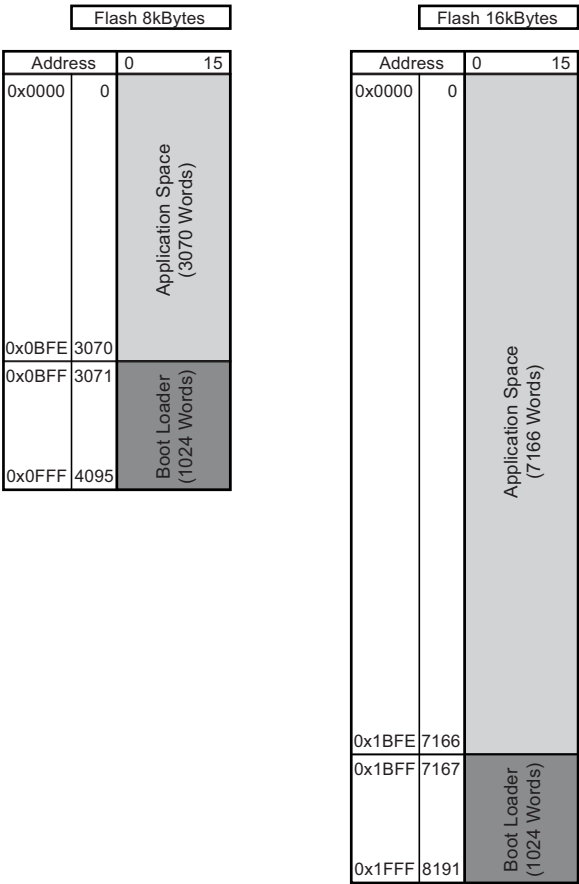 Flash 8kBytes
Address 0 15
0x0000 0
Application Space
(3070 Words)
0x0BFE 3070
0x0BFF 3071
Boot Loader
(1024 Words)
0x0FFF 4095
Flash 16kBytes
Address 0 15
0x0000 0
Application Space
(7166 Words)
0x1BFE 7166
0x1BFF 7167
Boot Loader
(1024 Words)
0x1FFF 8191